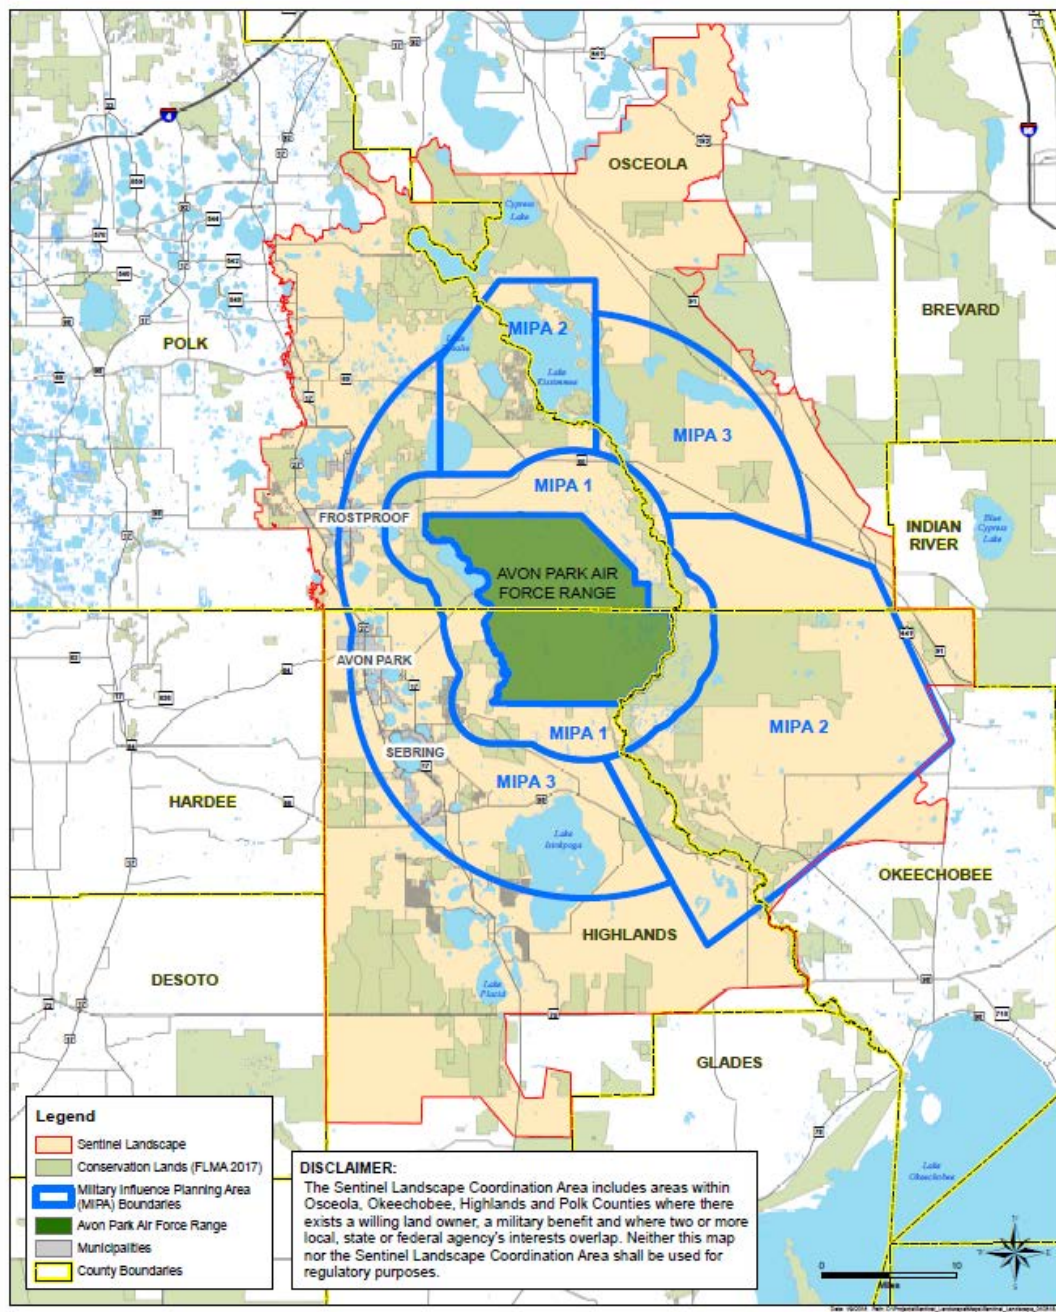 OSCEOLA
Cypress
Lake
BREVARD
POLK
MIPA 2
Lake
Kissimmee
MIPA 3
MIPA 1
FROSTPROOF
INDIAN
RIVER
Blue
Cypress
Lake
AVON PARK AIR
FORCE RANGE
AVON PARK
MIPA 1
MIPA 2
SEBRING
MIPA 3
HARDEE
Lake
Istokpoga
OKEECHOBEE
HIGHLANDS
DESOTO
Lake
Placid
GLADES
Lake
Okeechobee
Legend
Sentinel Landscape
Conservation Lands (FLMA 2017)
Military Influence Planning Area
(MIPA) Boundaries
Avon Park Air Force Range
Municipalities
County Boundaries
DISCLAIMER:
The Sentinel Landscape Coordination Area includes areas within
Osceola, Okeechobee, Highlands and Polk Counties where there
exists a willing land owner, a military benefit and where two or more
local, state or federal agency's interests overlap. Neither this map
nor the Sentinel Landscape Coordination Area shall be used for
regulatory purposes.
0 10
Miles